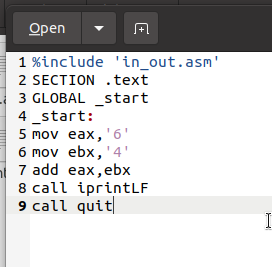 Open
1 %include 'in_out.asm'
2 SECTION .text
3 GLOBAL _start
4 _start:
5 mov eax,'6'
6 mov ebx,'4'
7 add eax,ebx
8 call iprintLF
9 call quit